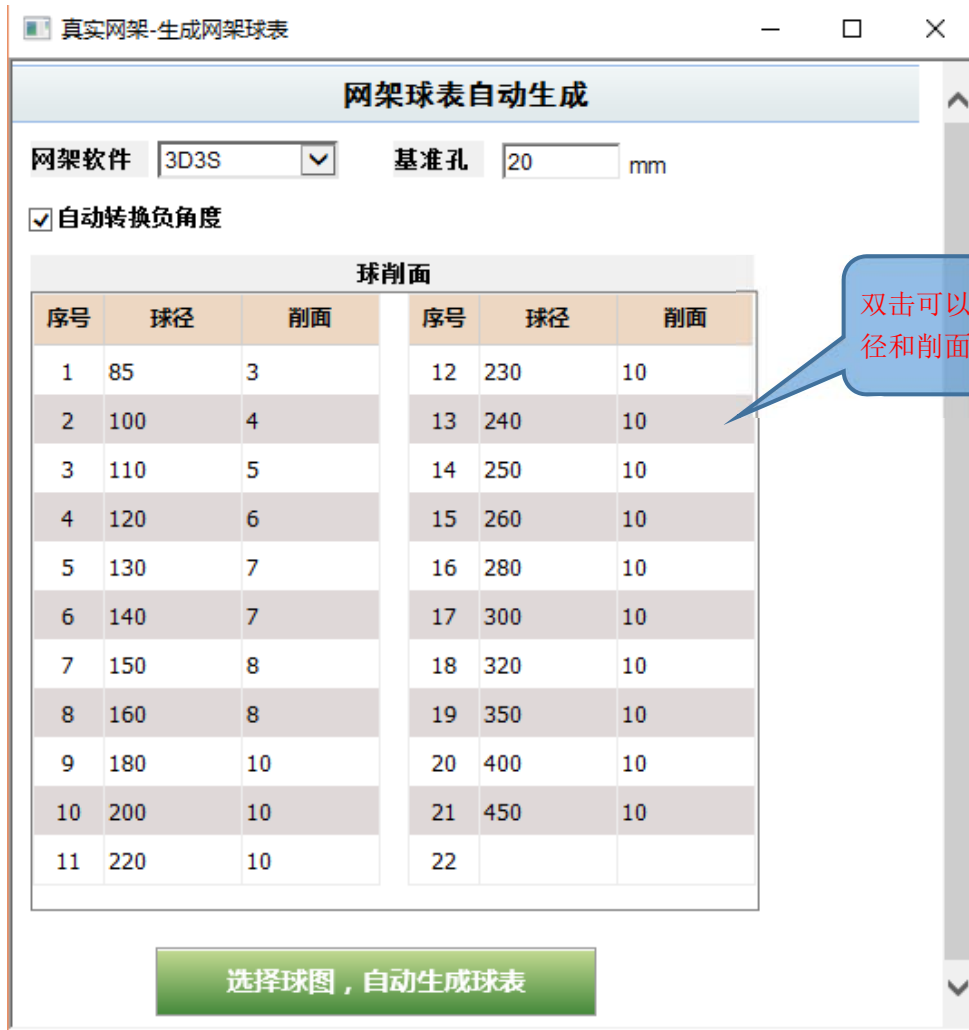 真实网架-生成网架球表
网架球表自动生成
网架软件 3D3S 基准孔 20 mm
自动转换负角度
球削面
序号 球径 削面 序号 球径 削面
1 85 3 12 230 10
2 100 4 13 240 10
3 110 5 14 250 10
4 120 6 15 260 10
5 130 7 16 280 10
6 140 7 17 300 10
7 150 8 18 320 10
8 160 8 19 350 10
9 180 10 20 400 10
10 200 10 21 450 10
11 220 10 22
双击可以
径和削面
选择球图，自动生成球表